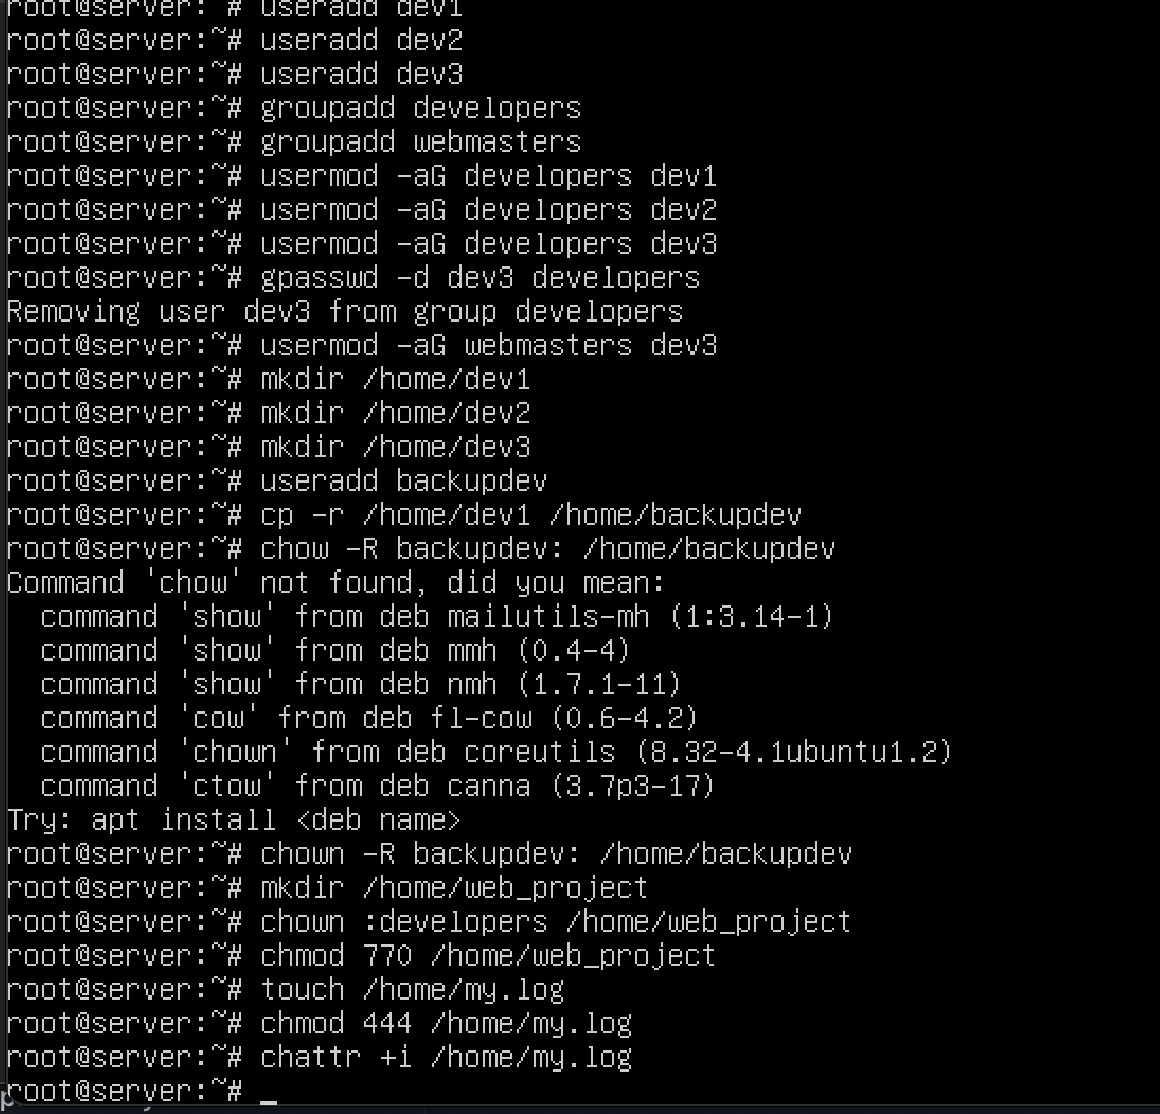 root@server:~# useradd dev1
root@server:~# useradd dev2
root@server:~# useradd dev3
root@server:~# groupadd developers
root@server:~# groupadd webmasters
root@server:~# usermod -aG developers dev1
root@server:~# usermod -aG developers dev2
root@server:~# usermod -aG developers dev3
root@server:~# gpasswd -d dev3 developers
Removing user dev3 from group developers
root@server:~# usermod -aG webmasters dev3
root@server:~# mkdir /home/dev1
root@server:~# mkdir /home/dev2
root@server:~# mkdir /home/dev3
root@server:~# useradd backupdev
root@server:~# cp -r /home/dev1 /home/backupdev
root@server:~# chow -R backupdev: /home/backupdev
Command 'chow' not found, did you mean:
  command 'show' from deb mailutils-mh (1:3.14-1)
  command 'show' from deb mmh (0.4-4)
  command 'show' from deb nmh (1.7.1-11)
  command 'cow' from deb fl-cow (0.6-4.2)
  command 'chown' from deb coreutils (8.32-4.1ubuntu1.2)
  command 'ctow' from deb canna (3.7p3-17)
Try: apt install <deb name>
root@server:~# chown -R backupdev: /home/backupdev
root@server:~# mkdir /home/web_project
root@server:~# chown :developers /home/web_project
root@server:~# chmod 770 /home/web_project
root@server:~# touch /home/my.log
root@server:~# chmod 444 /home/my.log
root@server:~# chattr +i /home/my.log
root@server:~# _